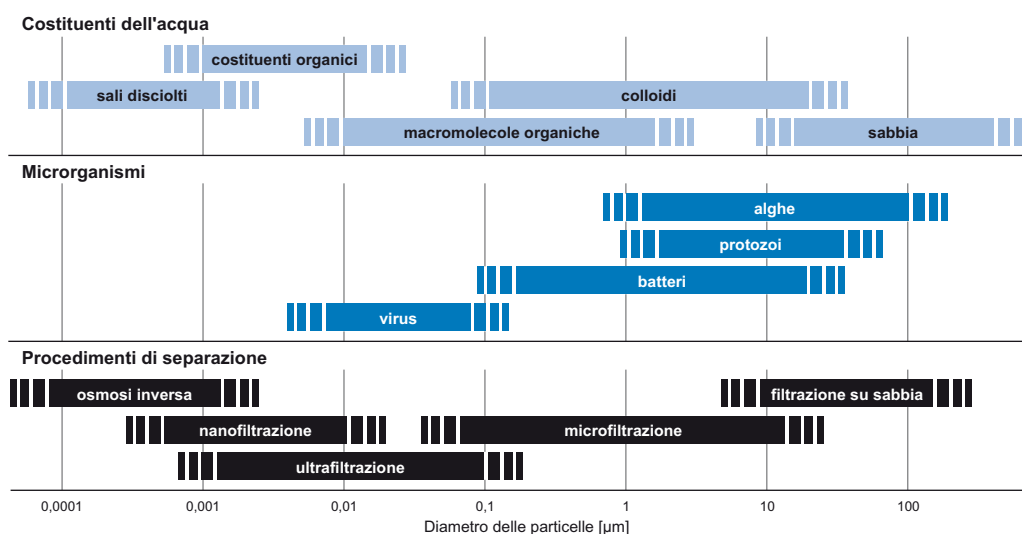 Costituenti dell'acqua
costituenti organici
sali disciolti
colloidi
macromolecole organiche
sabbia
Microrganismi
alghe
protozoi
batteri
virus
Procedimenti di separazione
osmosi inversa
filtrazione su sabbia
nanofiltrazione
microfiltrazione
ultrafiltrazione
0,0001 0,001 0,01 0,1 1 10 100
Diametro delle particelle [µm]